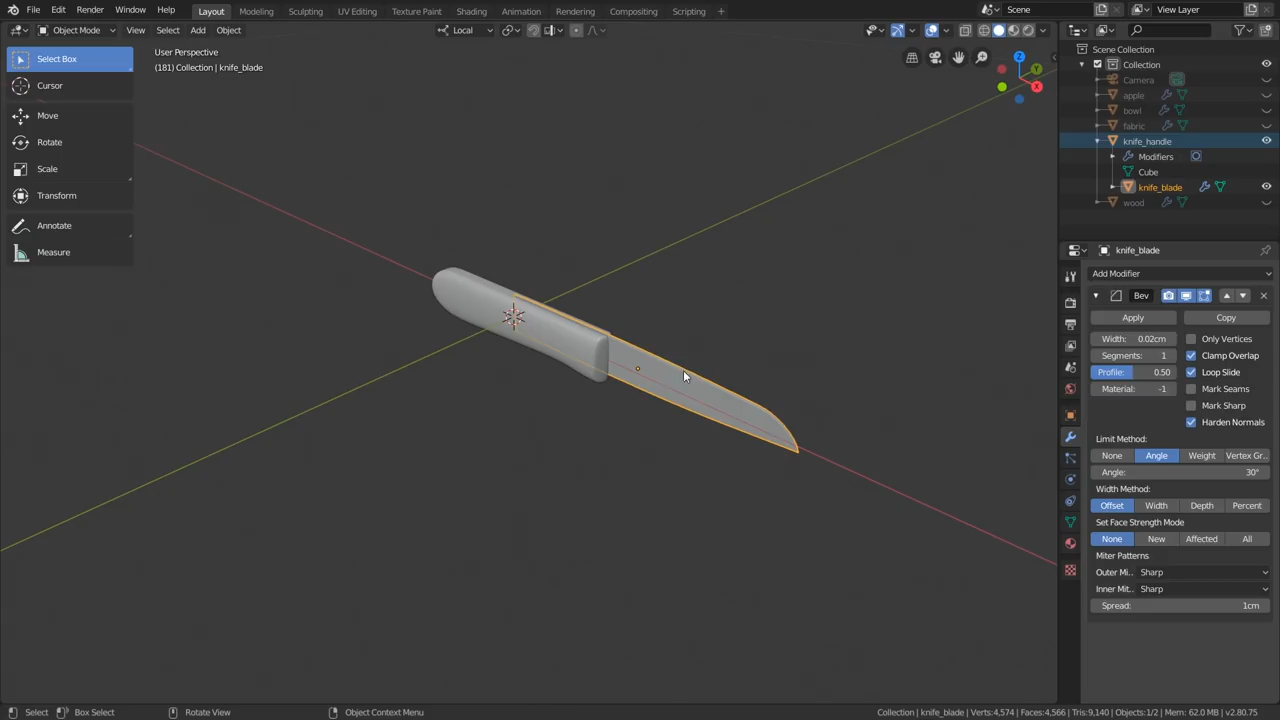 File Edit Render Window Help Layout Modeling Sculpting UV Editing Texture Paint Shading Animation Rendering Compositing Scripting + Scene View Layer
Object Mode View Select Add Object Local
User Perspective
(181) Collection | knife_blade
Select Box
Cursor
Move
Rotate
Scale
Transform
Annotate
Measure
Z
Y
X
Scene Collection
Collection
Camera
apple
bowl
fabric
knife_handle
Modifiers
Cube
knife_blade
wood
knife_blade
Add Modifier
Bev
Apply Copy
Width: 0.02cm Only Vertices
Segments: 1 Clamp Overlap
Profile: 0.50 Loop Slide
Material: -1 Mark Seams
Mark Sharp
Harden Normals
Limit Method:
None Angle Weight Vertex Gr...
Angle: 30°
Width Method:
Offset Width Depth Percent
Set Face Strength Mode
None New Affected All
Miter Patterns
Outer Mi.. Sharp
Inner Mit.. Sharp
Spread: 1cm
Select Box Select Rotate View Object Context Menu Collection | knife_blade | Verts:4,574 | Faces:4,566 | Tris:9,140 | Objects:1/2 | Mem: 62.0 MB | v2.80.75